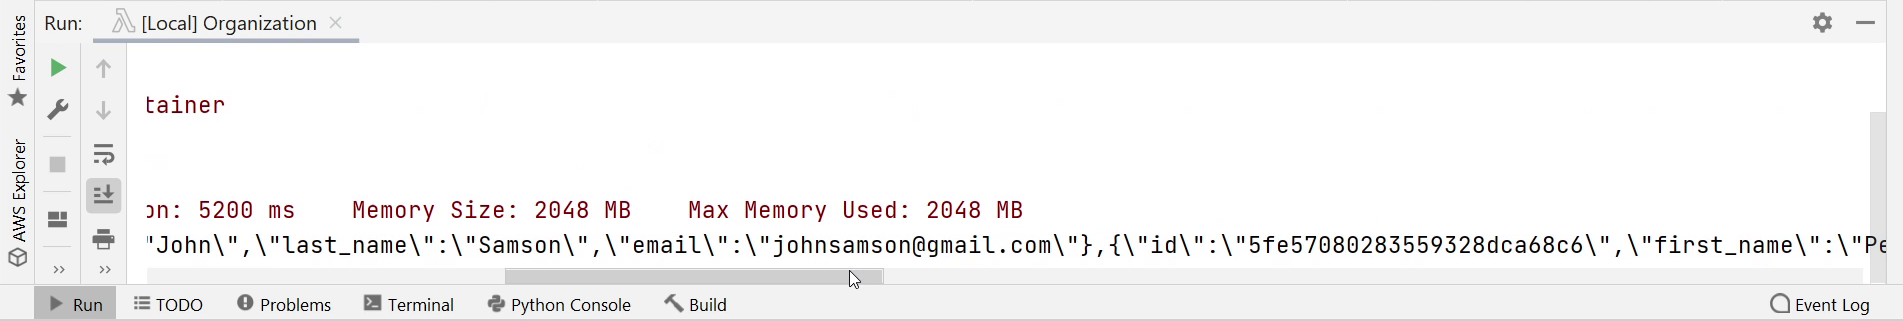 Run: [Local] Organization
Favorites
AWS Explorer
tainer
on: 5200 ms    Memory Size: 2048 MB    Max Memory Used: 2048 MB
"John\",\"last_name\":\"Samson\",\"email\":\"johnsamson@gmail.com\"},{\"id\":\"5fe57080283559328dca68c6\",\"first_name\":\"Pe
Run TODO Problems Terminal Python Console Build Event Log